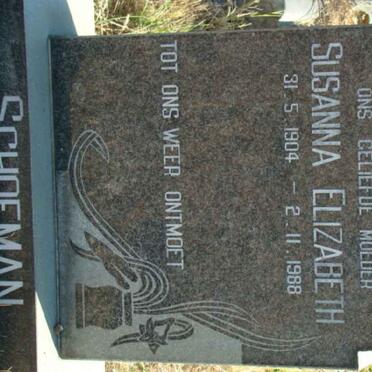 ONS GELIEFDE MOEDER
SUSANNA ELIZABETH
31.5.1904 – 2.11.1988
TOT ONS WEER ONTMOET
SCHOEMAN